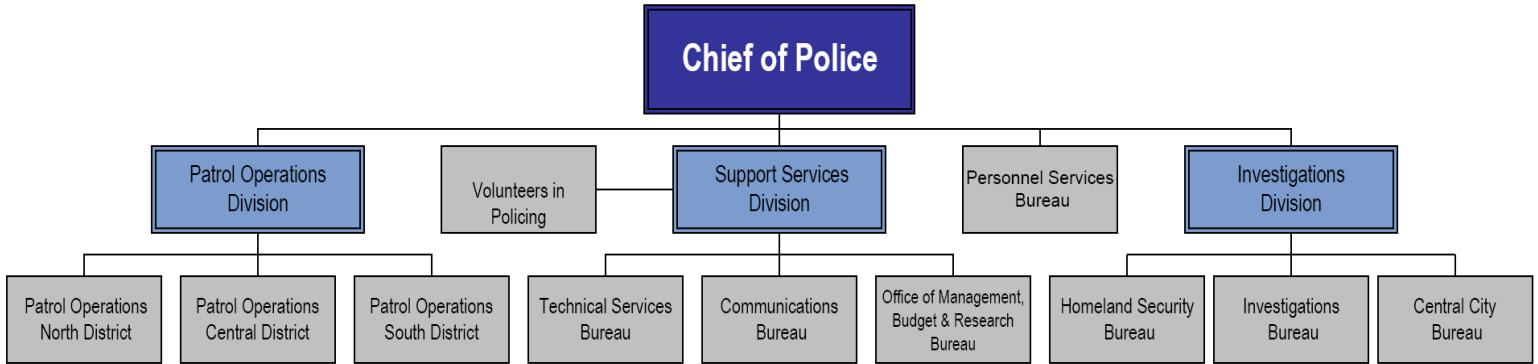 Chief of Police
Patrol Operations
Division
Volunteers in
Policing
Support Services
Division
Personnel Services
Bureau
Investigations
Division
Patrol Operations
North District
Patrol Operations
Central District
Patrol Operations
South District
Technical Services
Bureau
Communications
Bureau
Office of Management,
Budget & Research
Bureau
Homeland Security
Bureau
Investigations
Bureau
Central City
Bureau